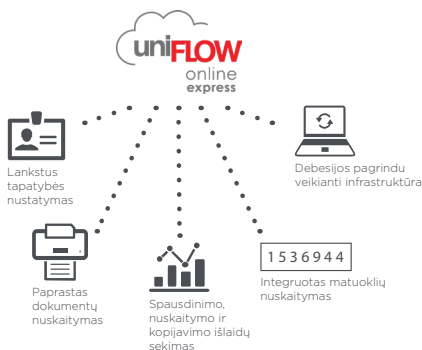 uniFLOW
online
express
Lankstus
tapatybės
nustatymas
Debesijos pagrindu
veikianti infrastruktūra
Paprastas
dokumentų
nuskaitymas
Spausdinimo,
nuskaitymo ir
kopijavimo išlaidų
sekimas
1536944
Integruotas matuoklių
nuskaitymas